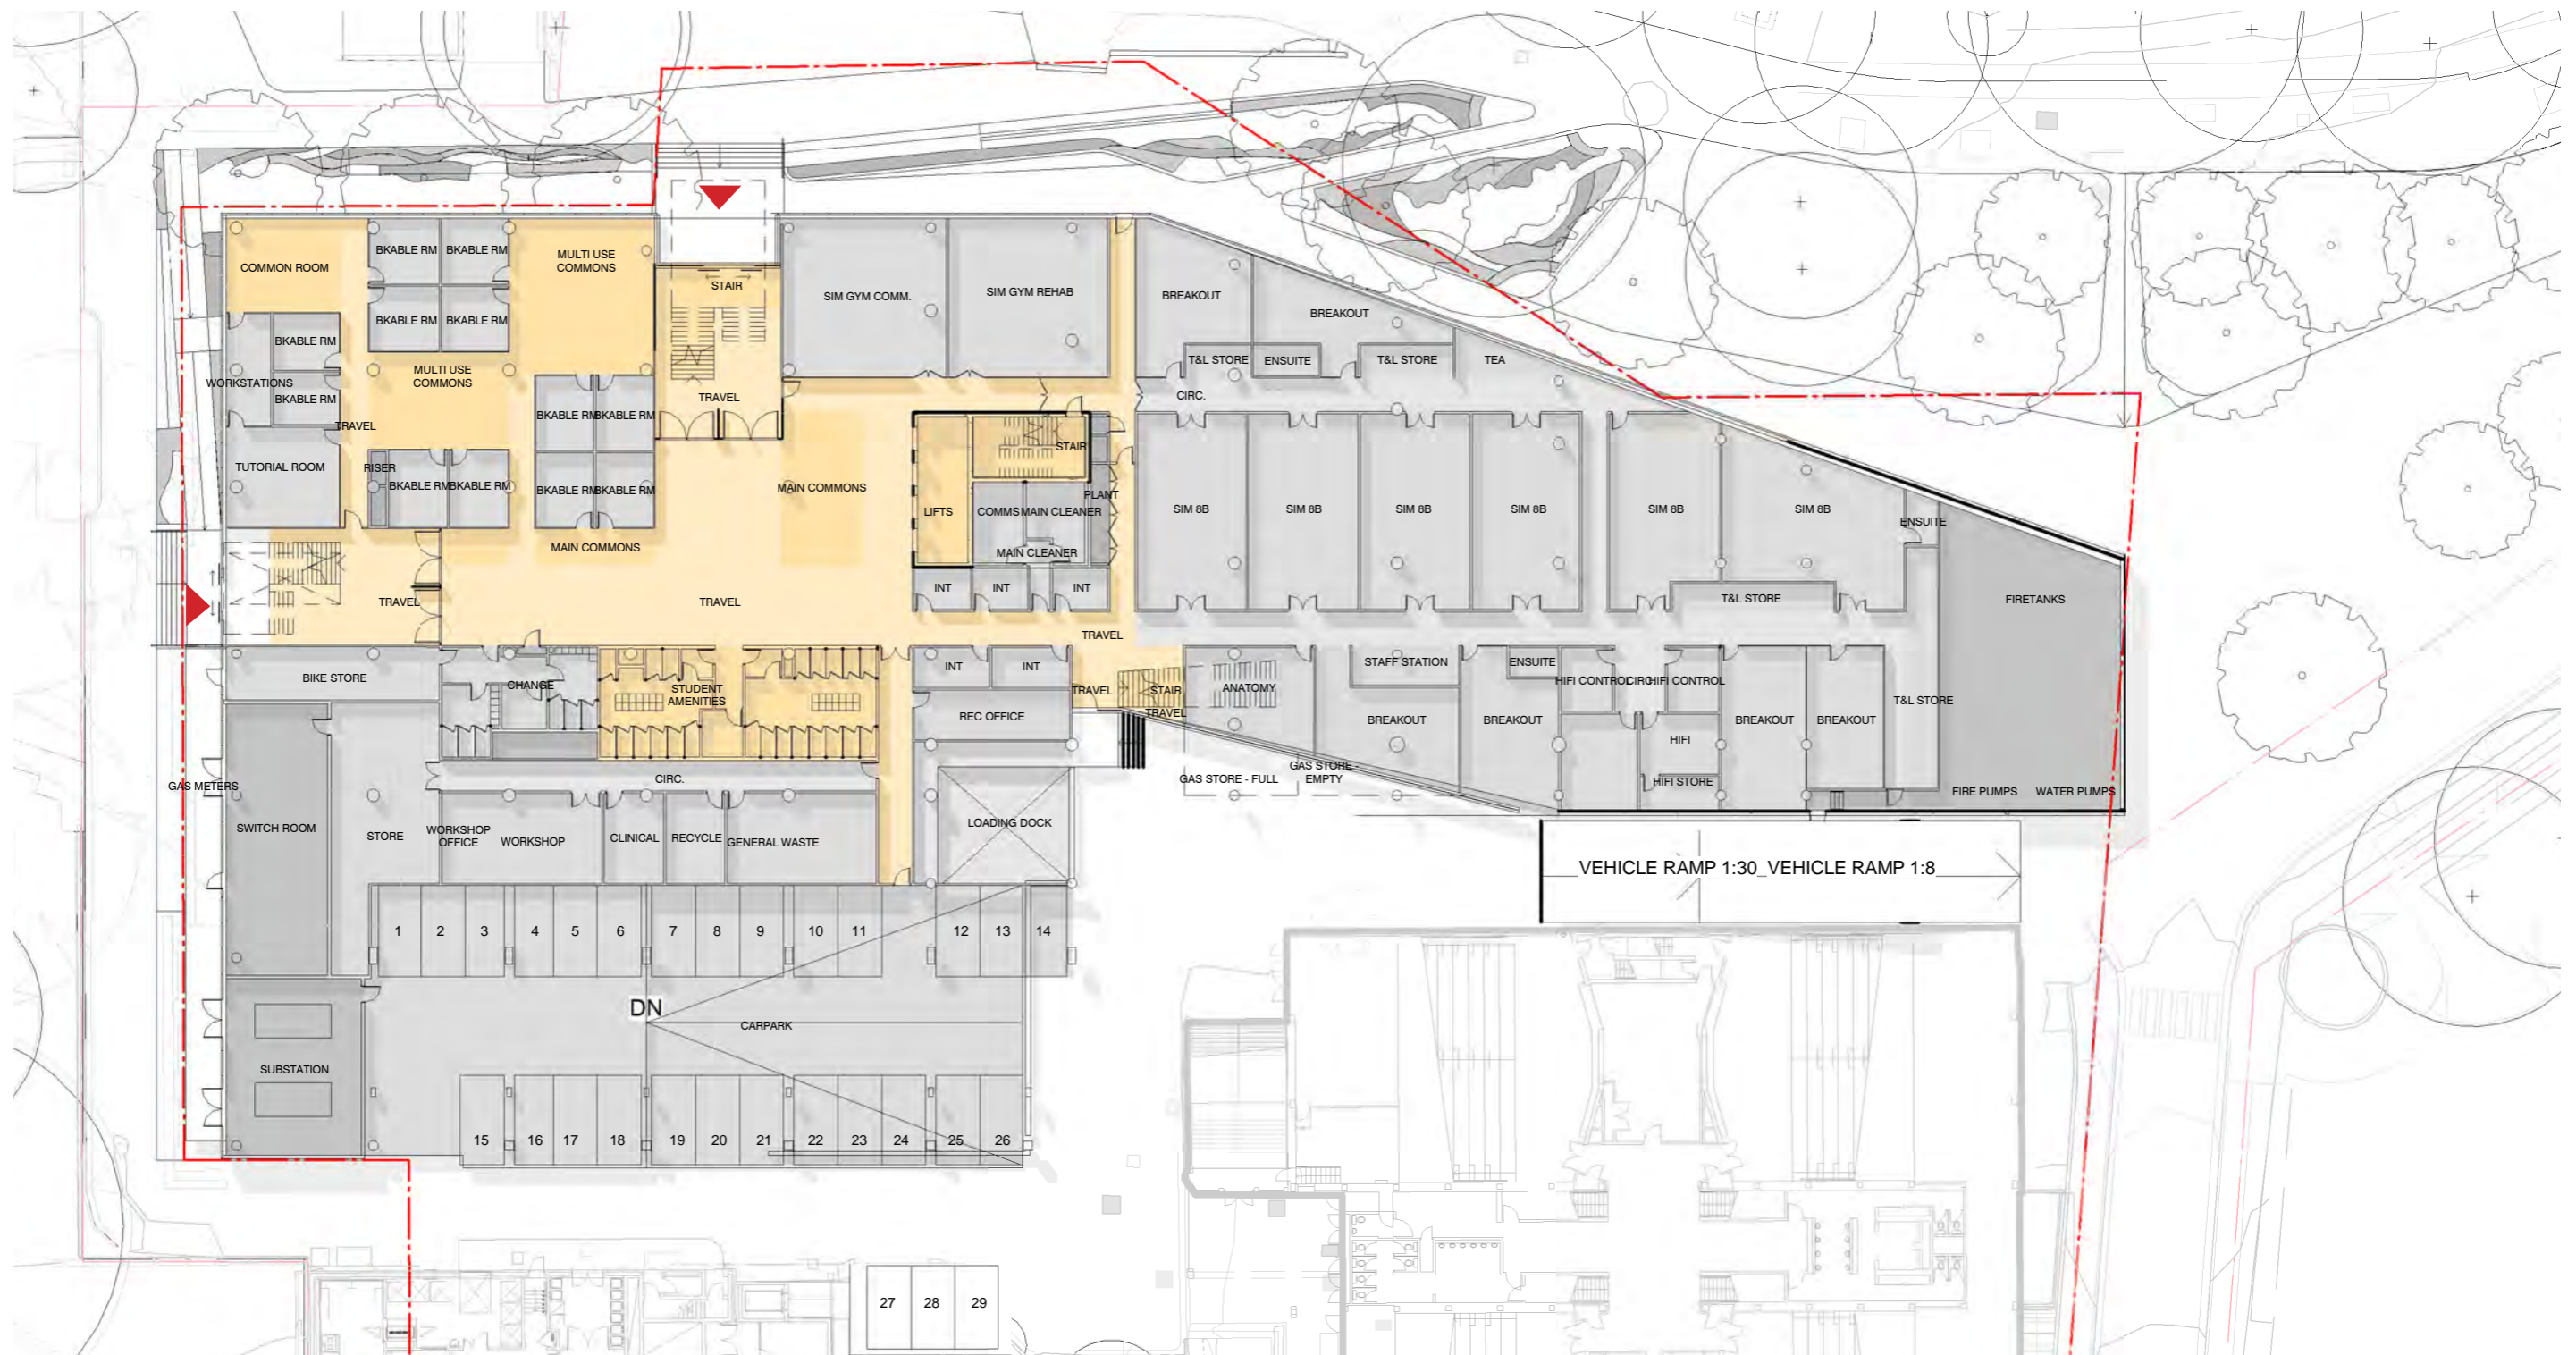 COMMON ROOM
BKABLE RM
BKABLE RM
MULTI USE
COMMONS
BKABLE RM
BKABLE RM
STAIR
SIM GYM COMM.
SIM GYM REHAB
BREAKOUT
BREAKOUT
BKABLE RM
WORKSTATIONS
BKABLE RM
MULTI USE
COMMONS
TRAVEL
T&L STORE
ENSUITE
T&L STORE
TEA
CIRC.
TRAVEL
BKABLE RM
BKABLE RM
TUTORIAL ROOM
RISER
BKABLE RM
BKABLE RM
BKABLE RM
BKABLE RM
MAIN COMMONS
MAIN COMMONS
STAIR
PLANT
LIFTS
COMMS
MAIN CLEANER
MAIN CLEANER
SIM 8B
SIM 8B
SIM 8B
SIM 8B
SIM 8B
SIM 8B
ENSUITE
INT
INT
INT
T&L STORE
FIRETANKS
TRAVEL
TRAVEL
TRAVEL
BIKE STORE
CHANGE
STUDENT
AMENITIES
INT
INT
REC OFFICE
TRAVEL
STAIR
TRAVEL
ANATOMY
STAFF STATION
BREAKOUT
ENSUITE
BREAKOUT
HIFI CONTROL
CIRC.
HIFI CONTROL
HIFI
HIFI STORE
BREAKOUT
BREAKOUT
T&L STORE
GAS METERS
CIRC.
GAS STORE - FULL
GAS STORE -
EMPTY
FIRE PUMPS
WATER PUMPS
SWITCH ROOM
STORE
WORKSHOP
OFFICE
WORKSHOP
CLINICAL
RECYCLE
GENERAL WASTE
LOADING DOCK
VEHICLE RAMP 1:30_VEHICLE RAMP 1:8
1
2
3
4
5
6
7
8
9
10
11
12
13
14
DN
CARPARK
SUBSTATION
15
16
17
18
19
20
21
22
23
24
25
26
27
28
29